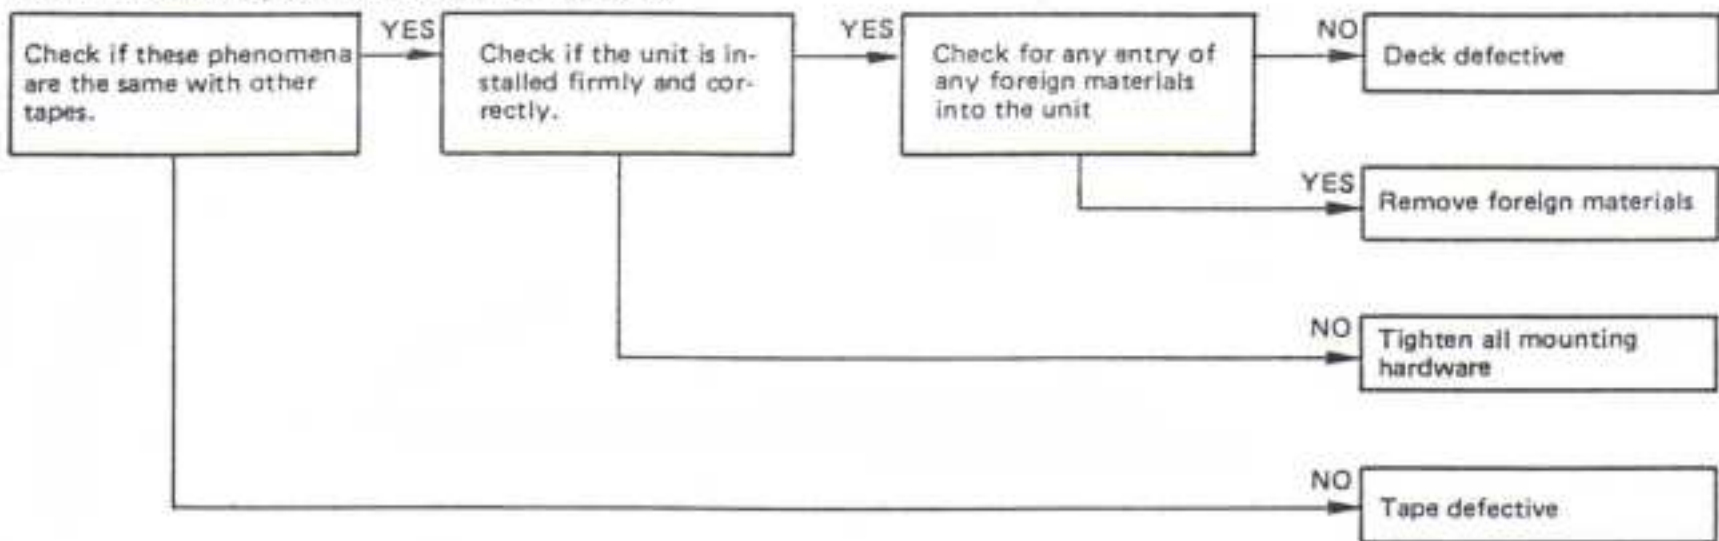 Check if these phenomena
are the same with other
tapes.
YES
Check if the unit is in-
stalled firmly and cor-
rectly.
YES
Check for any entry of
any foreign materials
into the unit
NO
Deck defective
YES
Remove foreign materials
NO
Tighten all mounting
hardware
NO
Tape defective